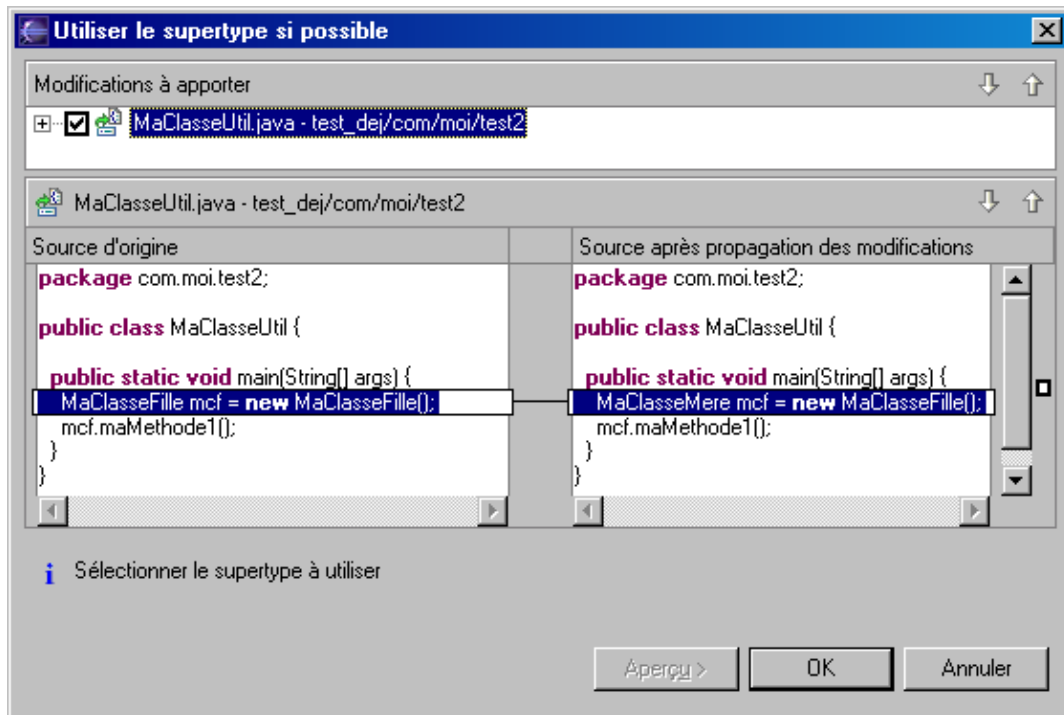 Utiliser le supertype si possible
Modifications à apporter
MaClasseUtil.java - test_dej/com/moi/test2
MaClasseUtil.java - test_dej/com/moi/test2
Source d'origine
package com.moi.test2;
public class MaClasseUtil {
public static void main(String[] args) {
MaClasseFille mcf = new MaClasseFille();
mcf.maMethode1();
}
}
Source après propagation des modifications
package com.moi.test2;
public class MaClasseUtil {
public static void main(String[] args) {
MaClasseMere mcf = new MaClasseFille();
mcf.maMethode1();
}
}
i Sélectionner le supertype à utiliser
Aperçu >
OK
Annuler